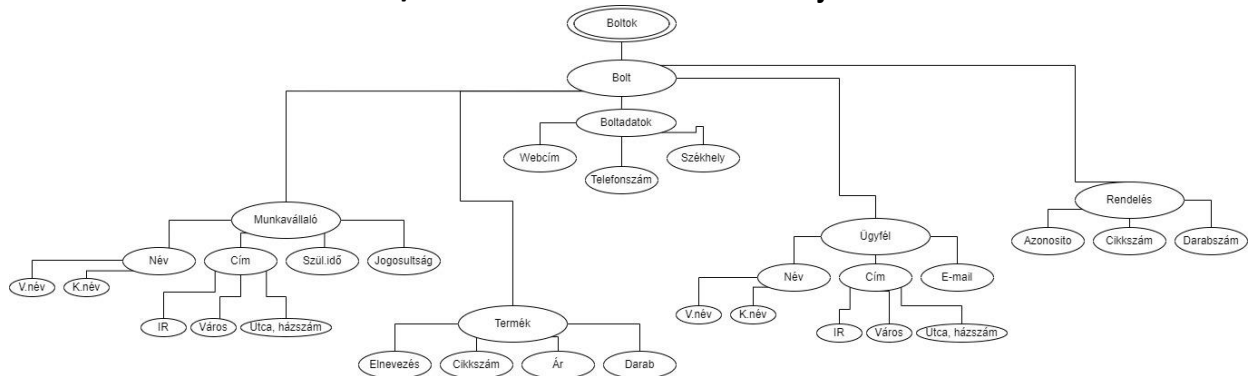 Boltok
Bolt
Boltadatok
Webcím
Telefonszám
Székhely
Munkavállaló
Név
Cím
Szül.idő
Jogosultság
V.név
K.név
IR
Város
Utca, házszám
Termék
Elnevezés
Cikkszám
Ár
Darab
Ügyfél
Név
Cím
E-mail
V.név
K.név
IR
Város
Utca, házszám
Rendelés
Azonosito
Cikkszám
Darabszám